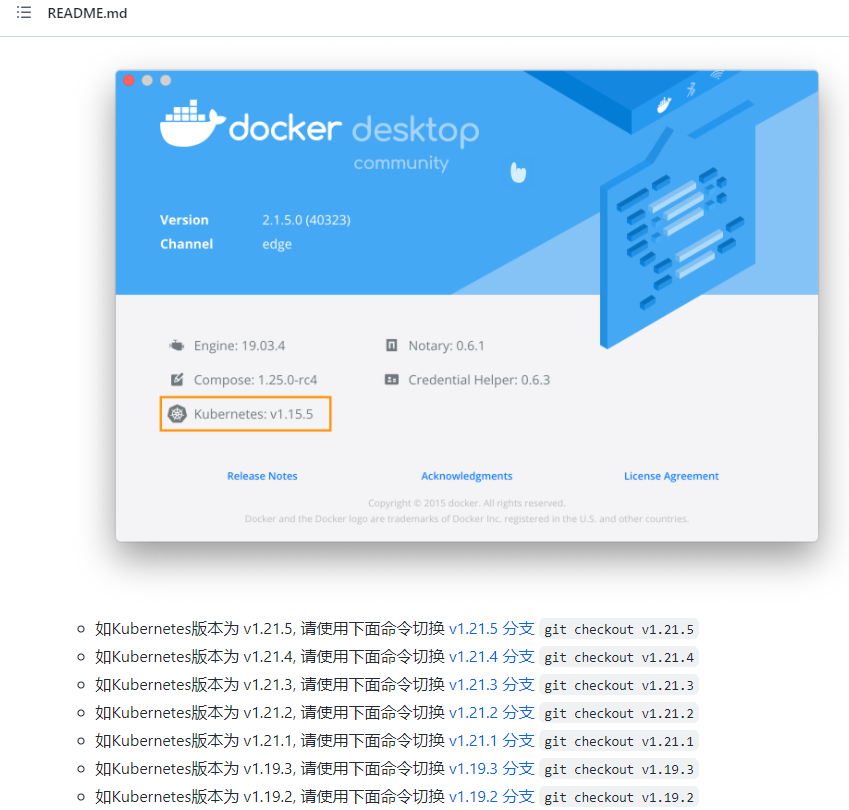 README.md
docker desktop
community
Version 2.1.5.0 (40323)
Channel edge
Engine: 19.03.4 Notary: 0.6.1
Compose: 1.25.0-rc4 Credential Helper: 0.6.3
Kubernetes: v1.15.5
Release Notes Acknowledgments License Agreement
Copyright © 2015 docker. All rights reserved.
Docker and the Docker logo are trademarks of Docker Inc. registered in the U.S. and other countries.
如Kubernetes版本为 v1.21.5, 请使用下面命令切换 v1.21.5 分支 git checkout v1.21.5
如Kubernetes版本为 v1.21.4, 请使用下面命令切换 v1.21.4 分支 git checkout v1.21.4
如Kubernetes版本为 v1.21.3, 请使用下面命令切换 v1.21.3 分支 git checkout v1.21.3
如Kubernetes版本为 v1.21.2, 请使用下面命令切换 v1.21.2 分支 git checkout v1.21.2
如Kubernetes版本为 v1.21.1, 请使用下面命令切换 v1.21.1 分支 git checkout v1.21.1
如Kubernetes版本为 v1.19.3, 请使用下面命令切换 v1.19.3 分支 git checkout v1.19.3
如Kubernetes版本为 v1.19.2, 请使用下面命令切换 v1.19.2 分支 git checkout v1.19.2